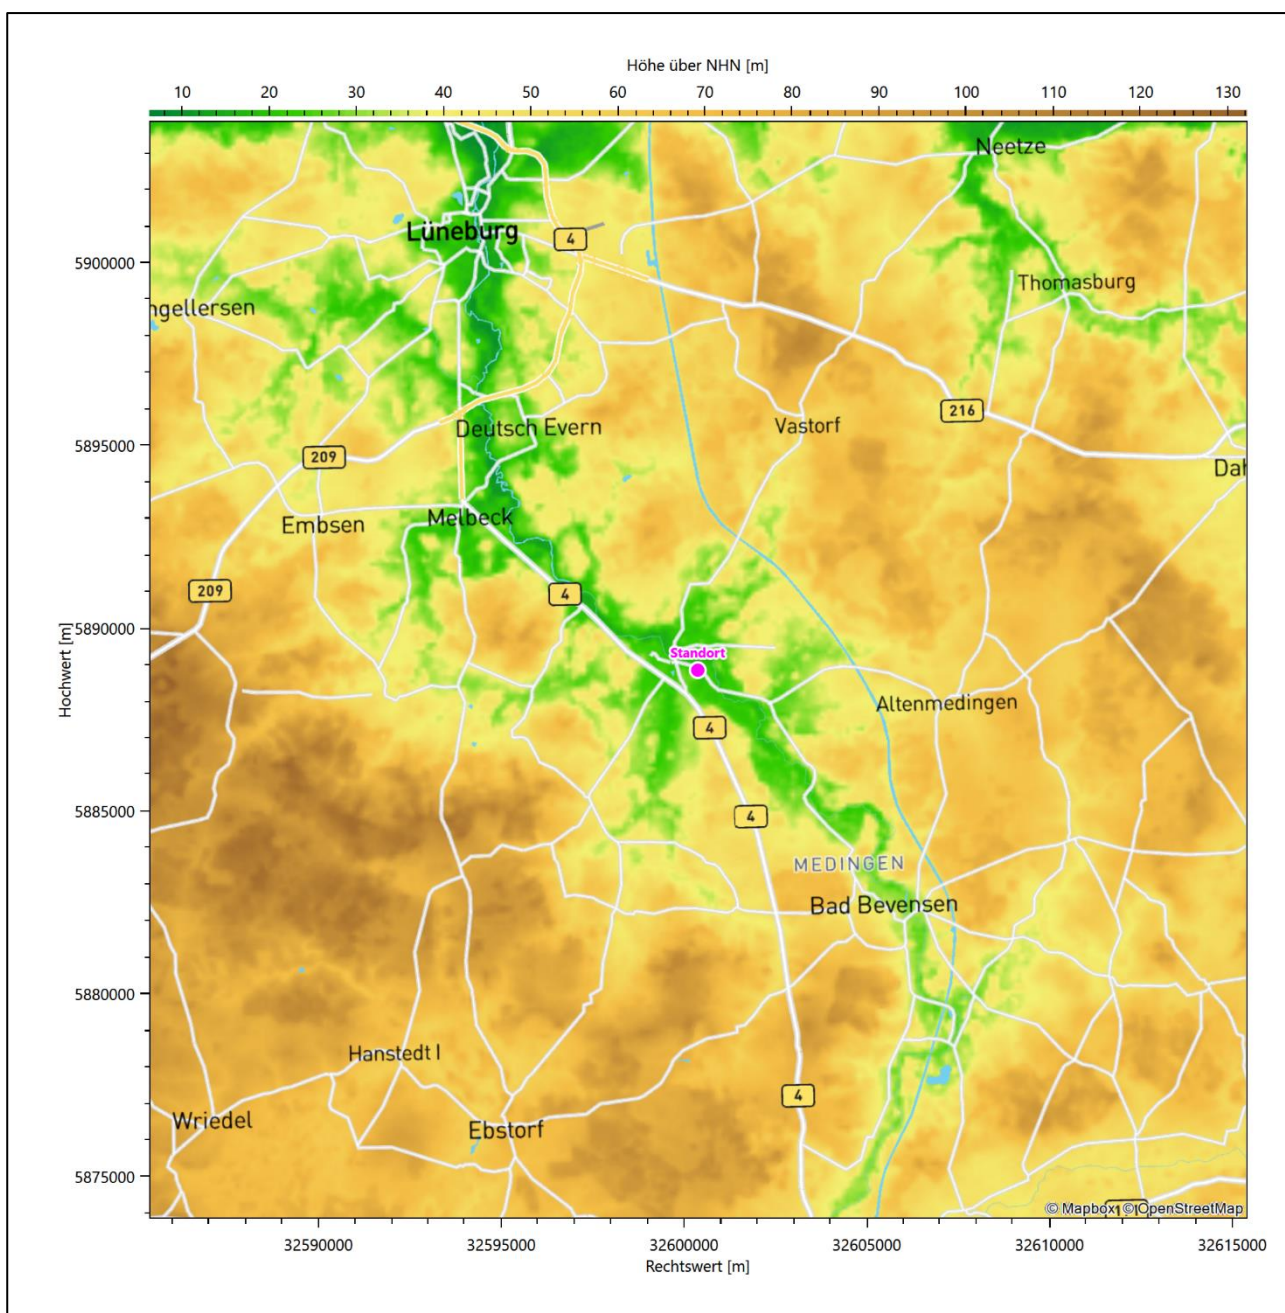 Höhe über NHN [m]
10 20 30 40 50 60 70 80 90 100 110 120 130
Neetze
Lüneburg
4
5900000
Thomasburg
ngellersen
216
Deutsch Evern
Vastorf
5895000
209
Dah
Melbeck
Embsen
209
4
5890000
Standort
Hochwert [m]
Altenmedingen
4
5885000
4
MEDINGEN
Bad Bevensen
5880000
Hanstedt I
4
Wriedel
Ebstorf
5875000
© Mapbox © OpenStreetMap
32590000 32595000 32600000 32605000 32610000 32615000
Rechtswert [m]